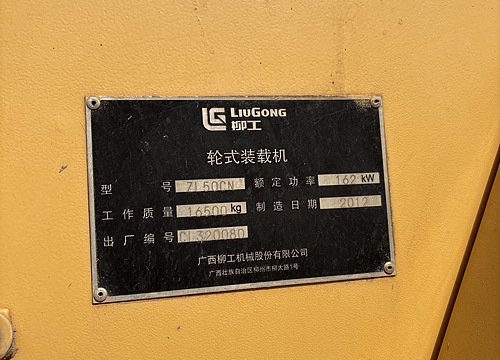 LIUGONG
柳工
轮式装载机
型 号 ZL50CN 额定功率 162 kW
工作质量 16500 kg 制造日期 2012
出厂编号 CL320080
广西柳工机械股份有限公司
广西壮族自治区柳州市柳太路1号